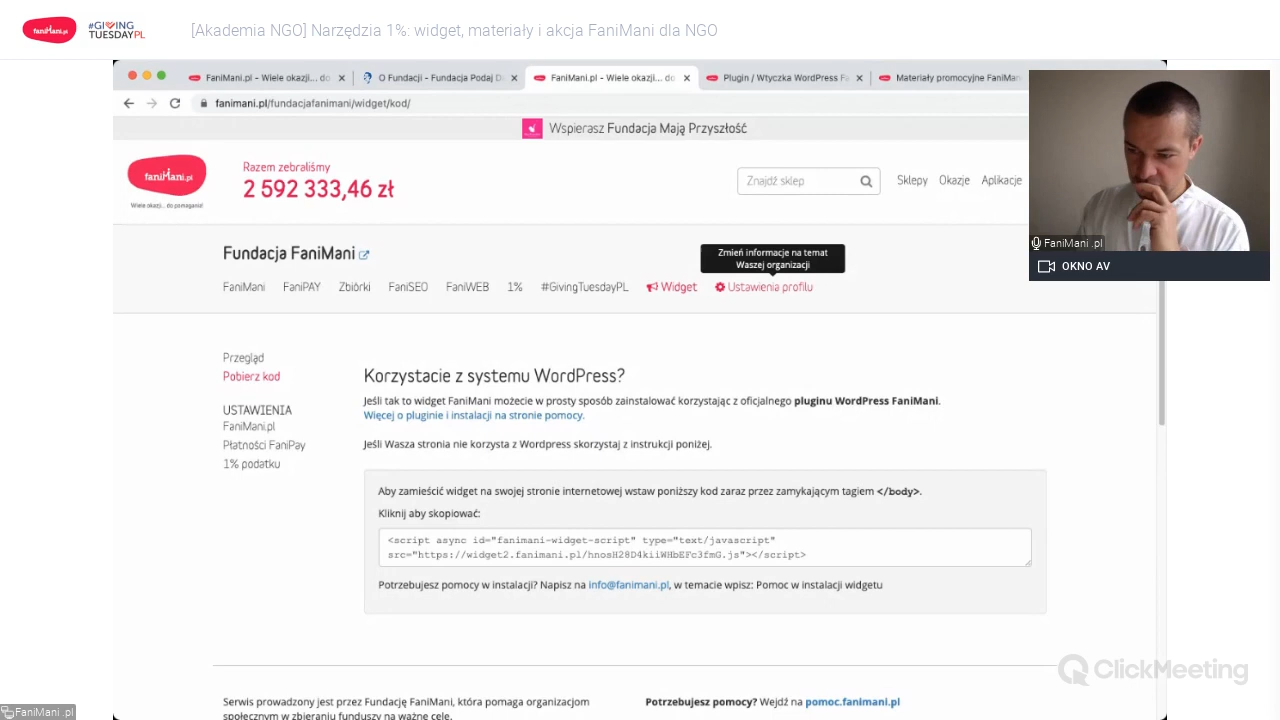 faniMani.pl
#GIVING
TUESDAYPL
[Akademia NGO] Narzędzia 1%: widget, materiały i akcja FaniMani dla NGO
FaniMani.pl - Wiele okazji... do
O Fundacji - Fundacja Podaj D
FaniMani.pl - Wiele okazji... do
Plugin / Wtyczka WordPress Fa
Materiały promocyjne FaniMan
fanimani.pl/fundacjafanimani/widget/kod/
Wspierasz Fundacja Mają Przyszłość
faniMani.pl
Wiele okazji... do pomagania!
Razem zebraliśmy
2 592 333,46 zł
Znajdź sklep
Sklepy
Okazje
Aplikacje
FaniMani .pl
OKNO AV
Fundacja FaniMani
Zmień informacje na temat
Waszej organizacji
FaniMani
FaniPAY
Zbiórki
FaniSEO
FaniWEB
1%
#GivingTuesdayPL
Widget
Ustawienia profilu
Przegląd
Pobierz kod
USTAWIENIA
FaniMani.pl
Płatności FaniPay
1% podatku
Korzystacie z systemu WordPress?
Jeśli tak to widget FaniMani możecie w prosty sposób zainstalować korzystając z oficjalnego pluginu WordPress FaniMani.
Więcej o pluginie i instalacji na stronie pomocy.
Jeśli Wasza stronia nie korzysta z Wordpress skorzystaj z instrukcji poniżej.
Aby zamieścić widget na swojej stronie internetowej wstaw poniższy kod zaraz przez zamykającym tagiem </body>.
Kliknij aby skopiować:
<script async id="fanimani-widget-script" type="text/javascript"
src="https://widget2.fanimani.pl/hnosH28D4kiiWHbEFc3fmG.js"></script>
Potrzebujesz pomocy w instalacji? Napisz na info@fanimani.pl, w temacie wpisz: Pomoc w instalacji widgetu
ClickMeeting
Serwis prowadzony jest przez Fundację FaniMani, która pomaga organizacjom
społecznym w zbieraniu funduszy na ważne cele.
Potrzebujesz pomocy? Wejdź na pomoc.fanimani.pl
FaniMani .pl